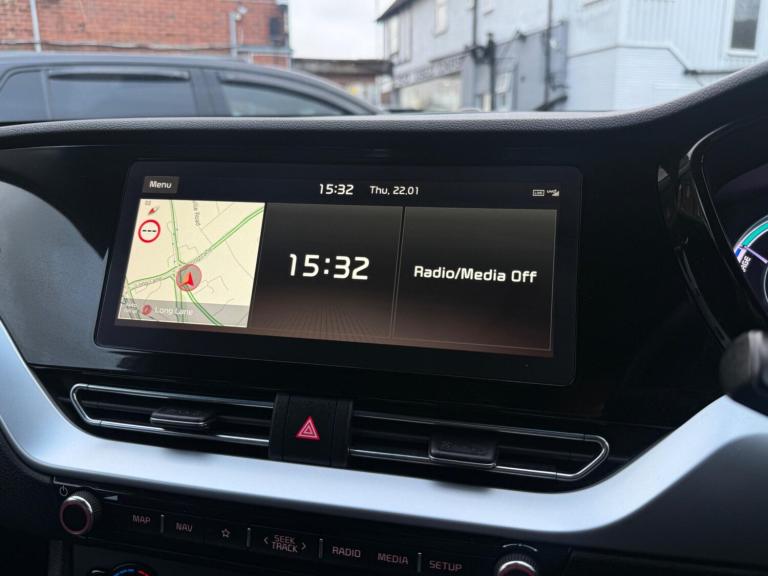 Menu
15:32 Thu, 22.01
15:32
Radio/Media Off
Long Lane
MAP
NAV
SEEK
TRACK
RADIO
MEDIA
SETUP